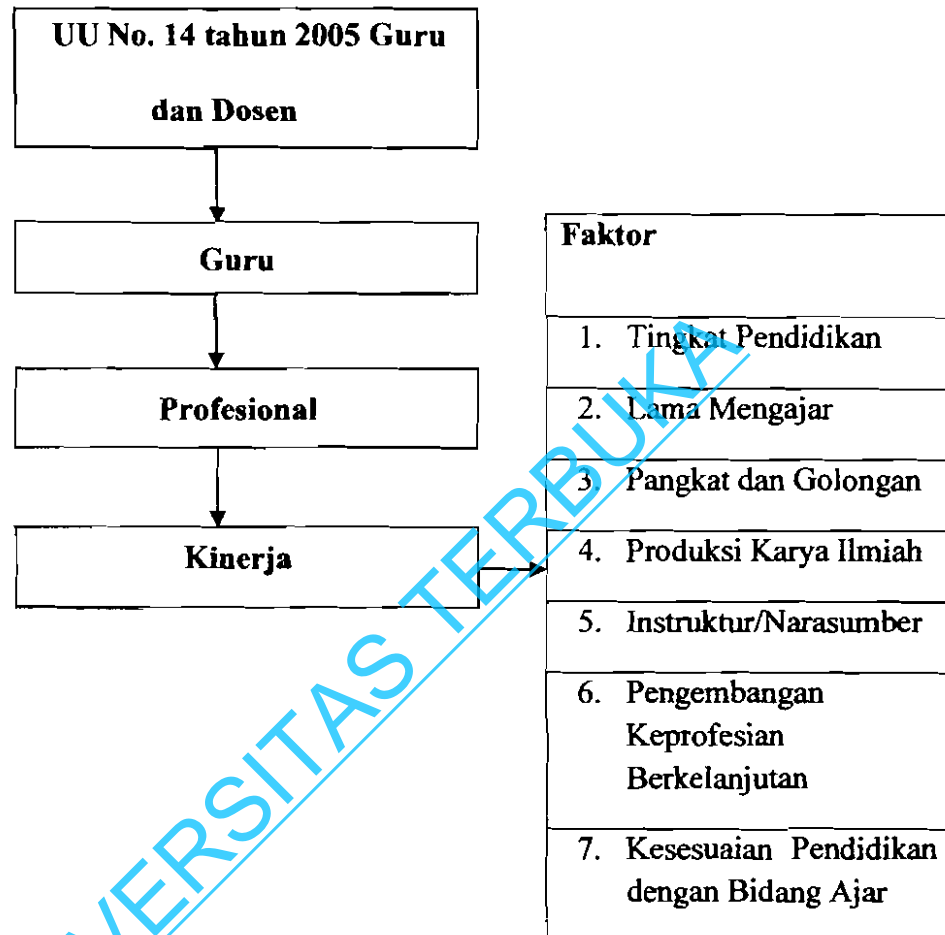 UU No. 14 tahun 2005 Guru
dan Dosen
Guru
Profesional
Kinerja
Faktor
1. Tingkat Pendidikan
2. Lama Mengajar
3. Pangkat dan Golongan
4. Produksi Karya Ilmiah
5. Instruktur/Narasumber
6. Pengembangan
Keprofesian
Berkelanjutan
7. Kesesuaian Pendidikan
dengan Bidang Ajar
VERSITAS TERBUKA